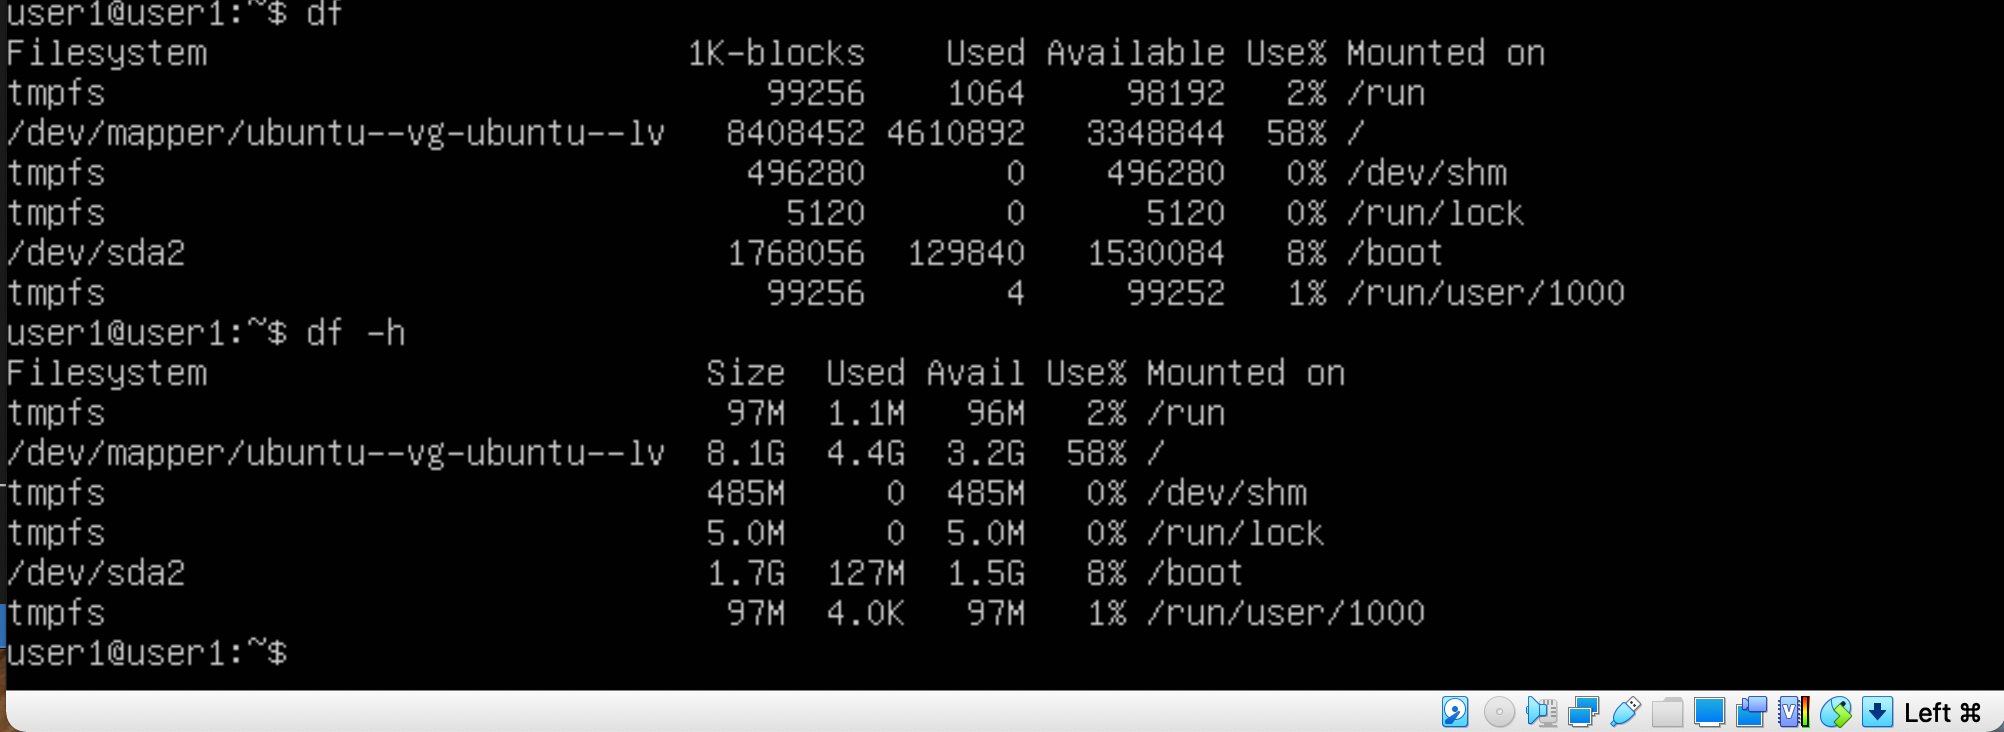 user1@user1:~$ df
Filesystem                        1K-blocks    Used Available Use% Mounted on
tmpfs                                 99256    1064     98192   2% /run
/dev/mapper/ubuntu--vg-ubuntu--lv   8408452 4610892   3348844  58% /
tmpfs                                496280       0    496280   0% /dev/shm
tmpfs                                  5120       0      5120   0% /run/lock
/dev/sda2                           1768056  129840   1530084   8% /boot
tmpfs                                 99256       4     99252   1% /run/user/1000
user1@user1:~$ df -h
Filesystem                         Size  Used Avail Use% Mounted on
tmpfs                               97M  1.1M   96M   2% /run
/dev/mapper/ubuntu--vg-ubuntu--lv  8.1G  4.4G  3.2G  58% /
tmpfs                              485M     0  485M   0% /dev/shm
tmpfs                              5.0M     0  5.0M   0% /run/lock
/dev/sda2                          1.7G  127M  1.5G   8% /boot
tmpfs                               97M  4.0K   97M   1% /run/user/1000
user1@user1:~$
Left ⌘